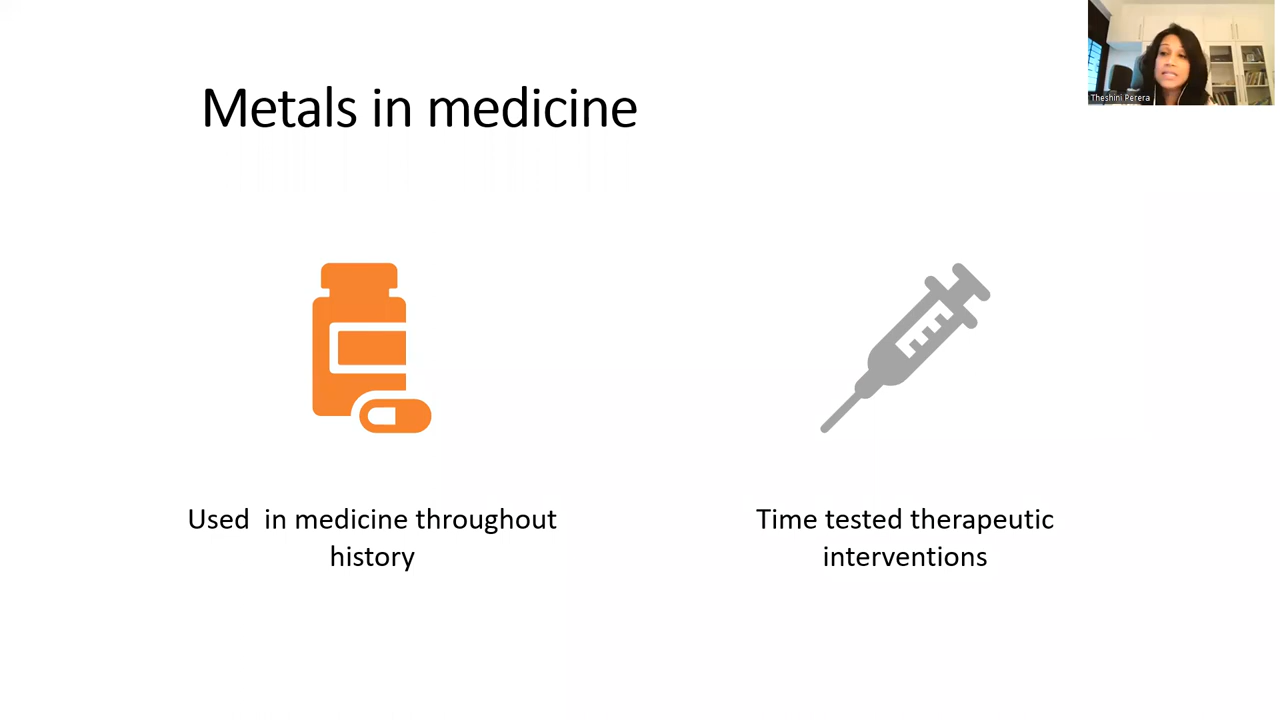 Metals in medicine
Theshini Perera
Used  in medicine throughout
history
Time tested therapeutic
interventions